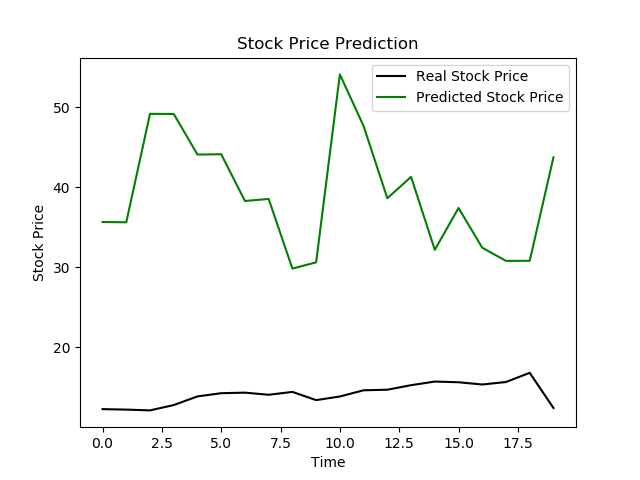 Stock Price Prediction
Real Stock Price
Predicted Stock Price
Stock Price
50
40
30
20
0.0 2.5 5.0 7.5 10.0 12.5 15.0 17.5
Time